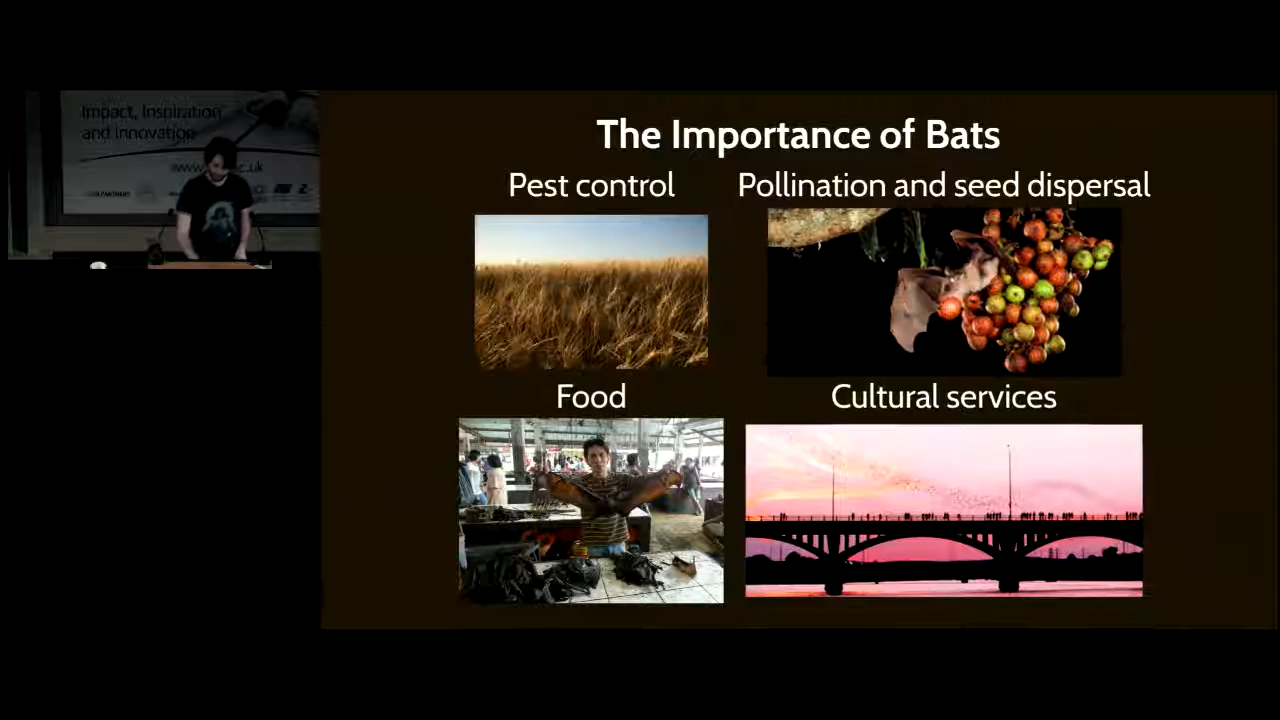 Impact, Inspiration
and Innovation
The Importance of Bats
Pest control
Pollination and seed dispersal
Food
Cultural services